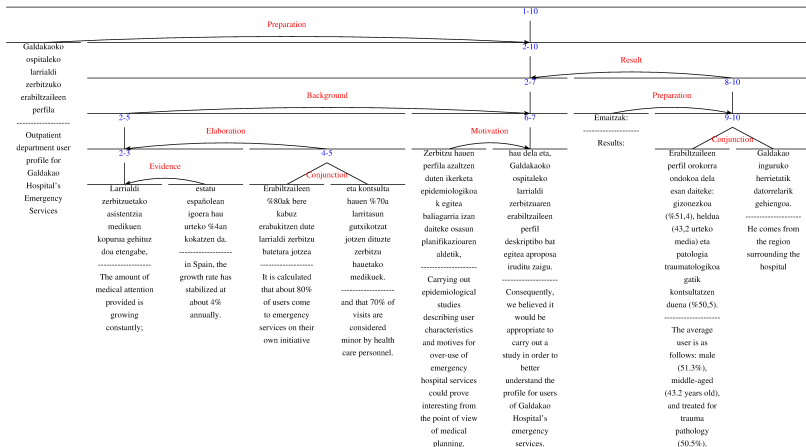 1-10
Preparation
2-10
Galdakaoko
ospitaleko
larrialdi
zerbitzuko
erabiltzaileen
perfila
--------------------
Outpatient
department user
profile for
Galdakao
Hospital's
Emergency
Services
Result
2-7
8-10
Background
Preparation
2-5
6-7
Emaitzak:
---------------------
Results:
9-10
Elaboration
Motivation
Conjunction
2-3
4-5
Evidence
Conjunction
Larrialdi
zerbitzuetako
asistentzia
medikuen
kopurua gehituz
doa etengabe,
--------------------
The amount of
medical attention
provided is
growing
constantly;
estatu
españolean
igoera hau
urteko %4an
kokatzen da.
--------------------
in Spain, the
growth rate has
stabilized at
about 4%
annually.
Erabiltzaileen
%80ak bere
kabuz
erabakitzen dute
larrialdi zerbitzu
batetara jotzea
--------------------
It is calculated
that about 80%
of users come
to emergency
services on their
own initiative
eta kontsulta
hauen %70a
larritasun
gutxikotzat
jotzen dituzte
zerbitzu
hauetako
medikuek.
--------------------
and that 70% of
visits are
considered
minor by health
care personnel.
Zerbitzu hauen
perfila azaltzen
duten ikerketa
epidemiologikoa
k egitea
baliagarria izan
daiteke osasun
planifikazioaren
aldetik,
---------------------
Carrying out
epidemiological
studies
describing user
characteristics
and motives for
over-use of
emergency
hospital services
could prove
interesting from
the point of view
of medical
planning.
hau dela eta,
Galdakaoko
ospitaleko
larrialdi
zerbitzuaren
erabiltzaileen
perfil
deskriptibo bat
egitea aproposa
iruditu zaigu.
---------------------
Consequently,
we believed it
would be
appropriate to
carry out a
study in order to
better
understand the
profile for users
of Galdakao
Hospital's
emergency
services.
Erabiltzaileen
perfil orokorra
ondokoa dela
esan daiteke:
gizonezkoa
(%51,4), heldua
(43,2 urteko
media) eta
patologia
traumatologikoa
gatik
kontsultatzen
duena (%50,5).
---------------------
The average
user is as
follows: male
(51.3%),
middle-aged
(43.2 years old),
and treated for
trauma
pathology
(50.5%).
Galdakao
inguruko
herrietatik
datorrelarik
gehiengoa.
--------------------
He comes from
the region
surrounding the
hospital